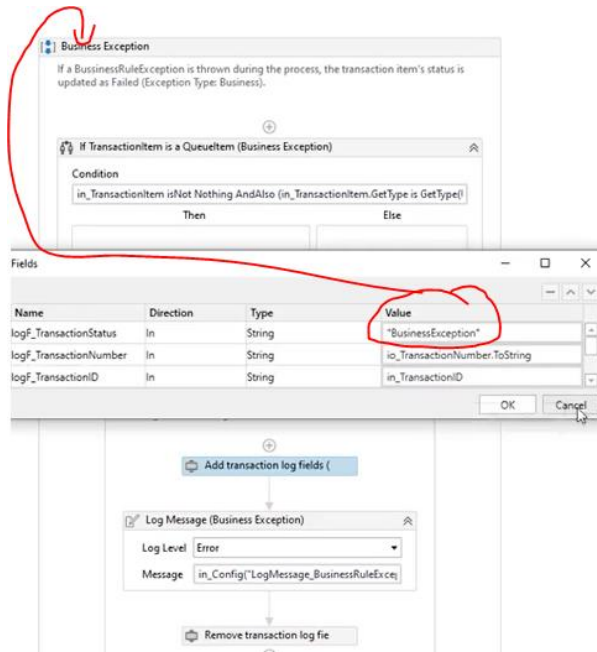 Business Exception
If a BussinessRuleException is thrown during the process, the transaction item's status is
updated as Failed (Exception Type: Business).
If TransactionItem is a QueueItem (Business Exception)
Condition
in_TransactionItem isNot Nothing AndAlso (in_TransactionItem.GetType is GetType(
Then Else
Fields
Name Direction Type Value
logF_TransactionStatus In String "BusinessException"
logF_TransactionNumber In String io_TransactionNumber.ToString
logF_TransactionID In String in_TransactionID
OK Cancel
Add transaction log fields (
Log Message (Business Exception)
Log Level Error
Message in_Config("LogMessage_BusinessRuleExcep
Remove transaction log fie